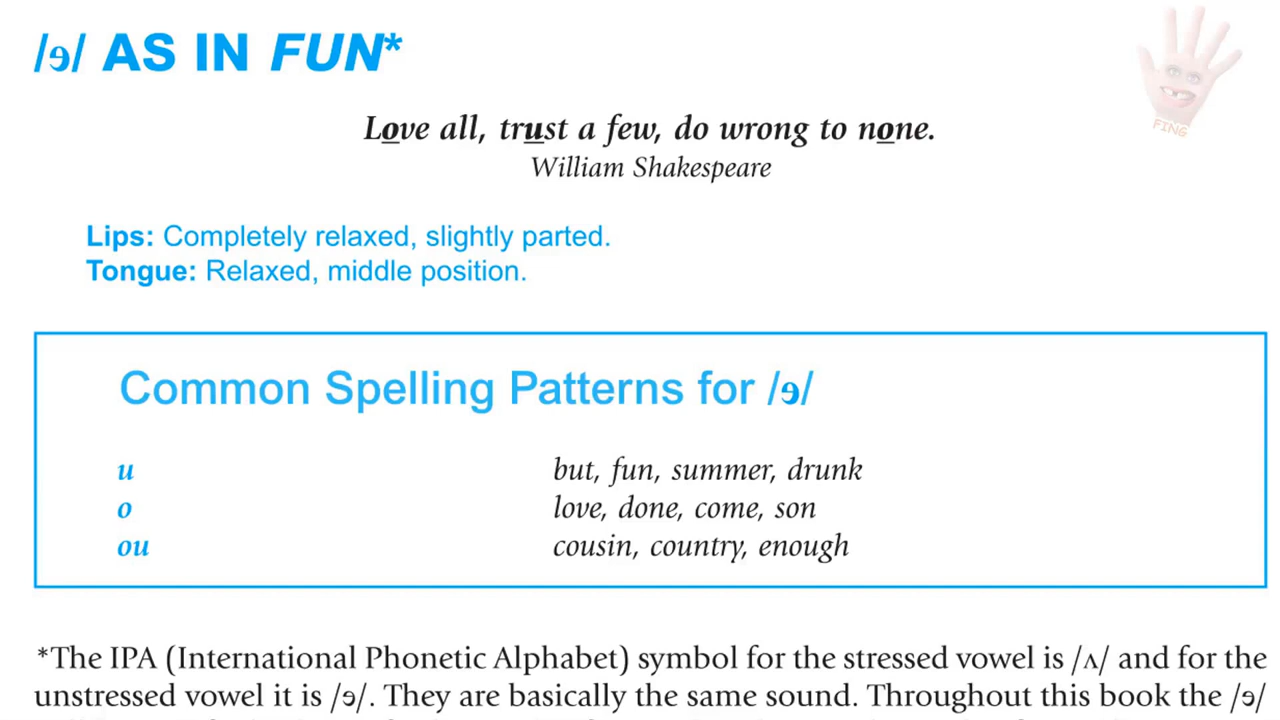 /ɘ/ AS IN FUN*
FING
Love all, trust a few, do wrong to none.
William Shakespeare
Lips: Completely relaxed, slightly parted.
Tongue: Relaxed, middle position.
Common Spelling Patterns for /ɘ/
u but, fun, summer, drunk
o love, done, come, son
ou cousin, country, enough
*The IPA (International Phonetic Alphabet) symbol for the stressed vowel is /ʌ/ and for the
unstressed vowel it is /ɘ/. They are basically the same sound. Throughout this book the /ɘ/